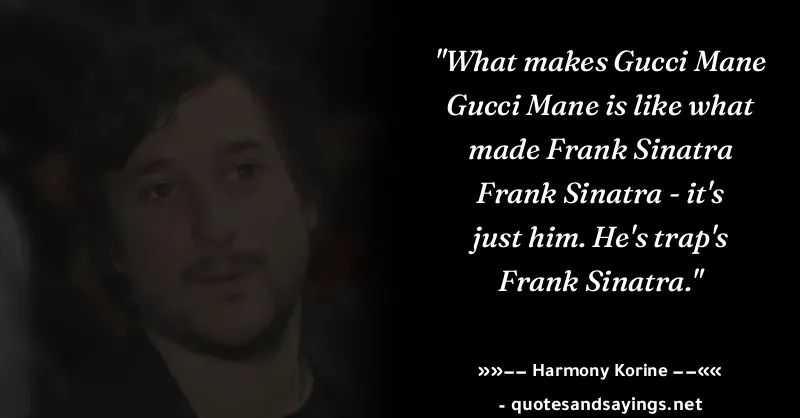 "What makes Gucci Mane
Gucci Mane is like what
made Frank Sinatra
Frank Sinatra - it's
just him. He's trap's
Frank Sinatra."
»»–– Harmony Korine ––««
- quotesandsayings.net